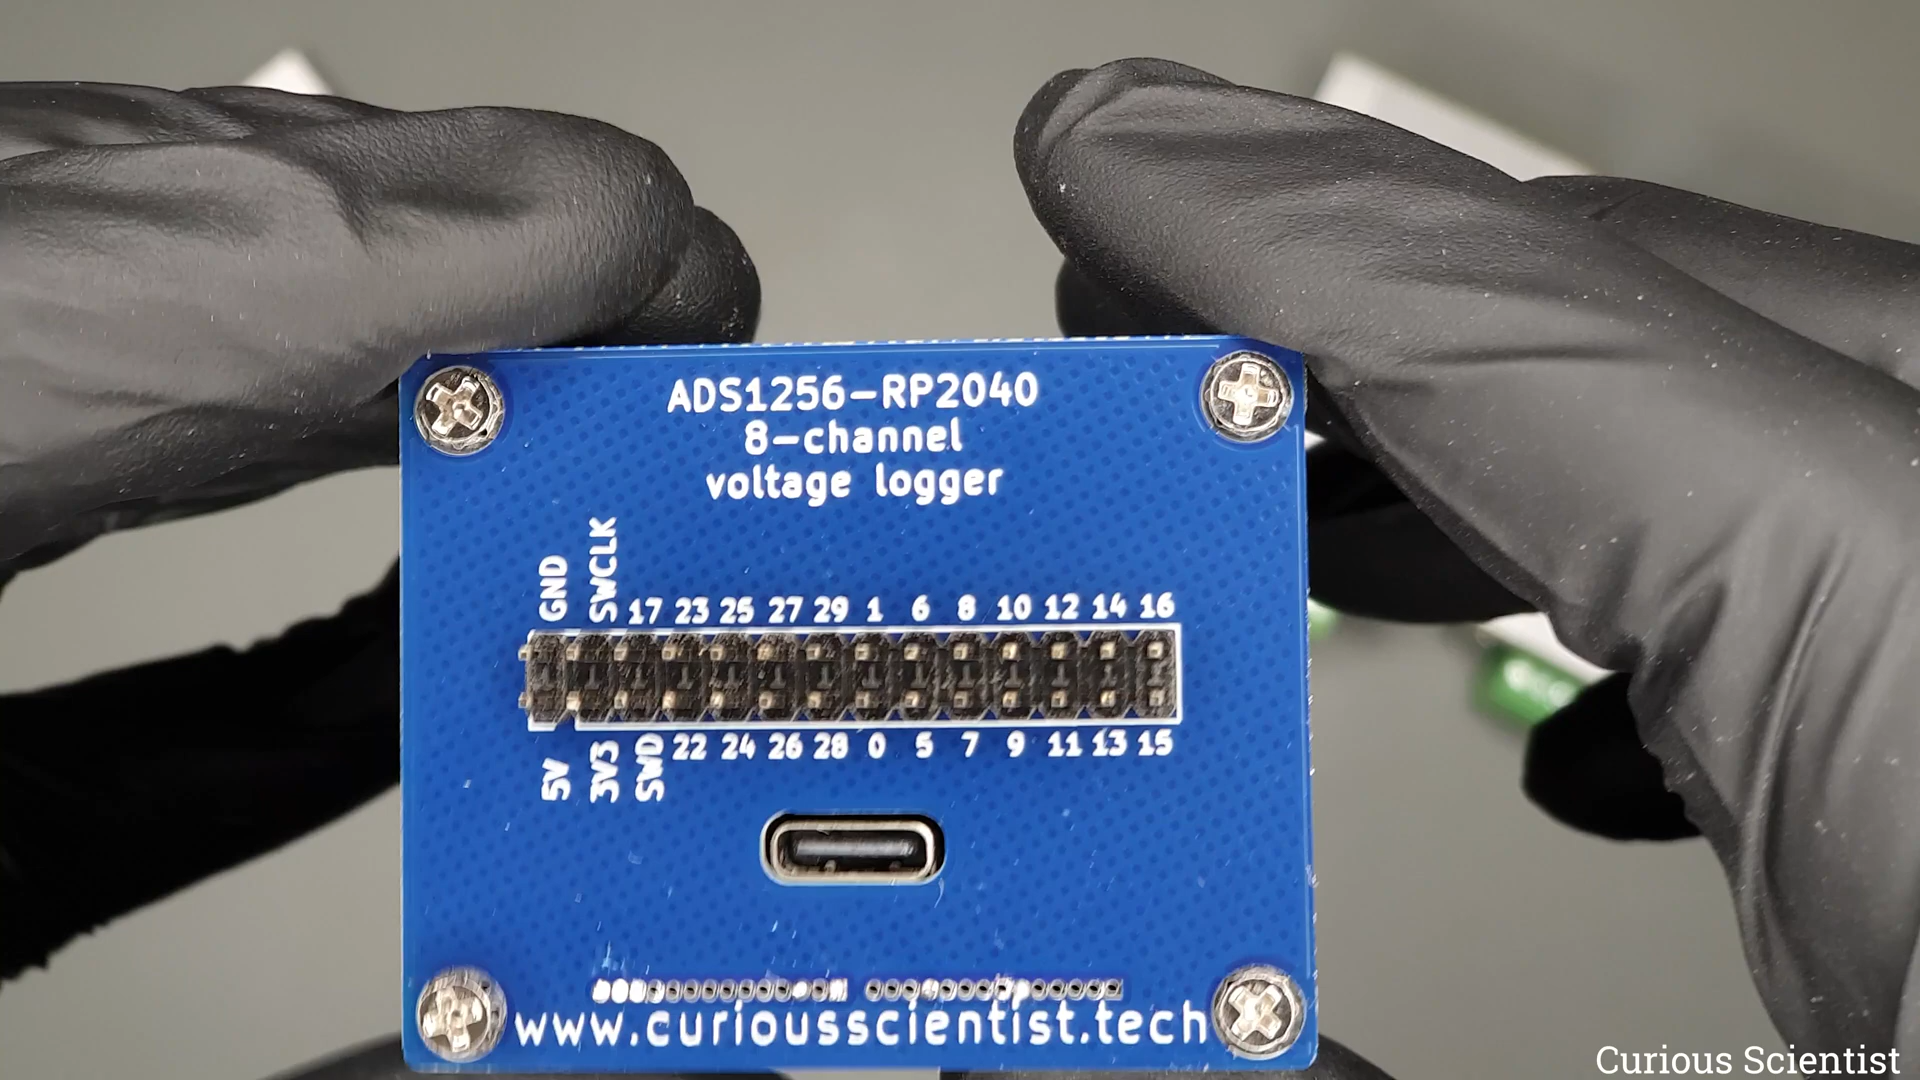 ADS1256-RP2040
8-channel
voltage logger
GND SWCLK 17 23 25 27 29 1 6 8 10 12 14 16
5V 3V3 SWD 22 24 26 28 0 5 7 9 11 13 15
www.curiousscientist.tech
Curious Scientist